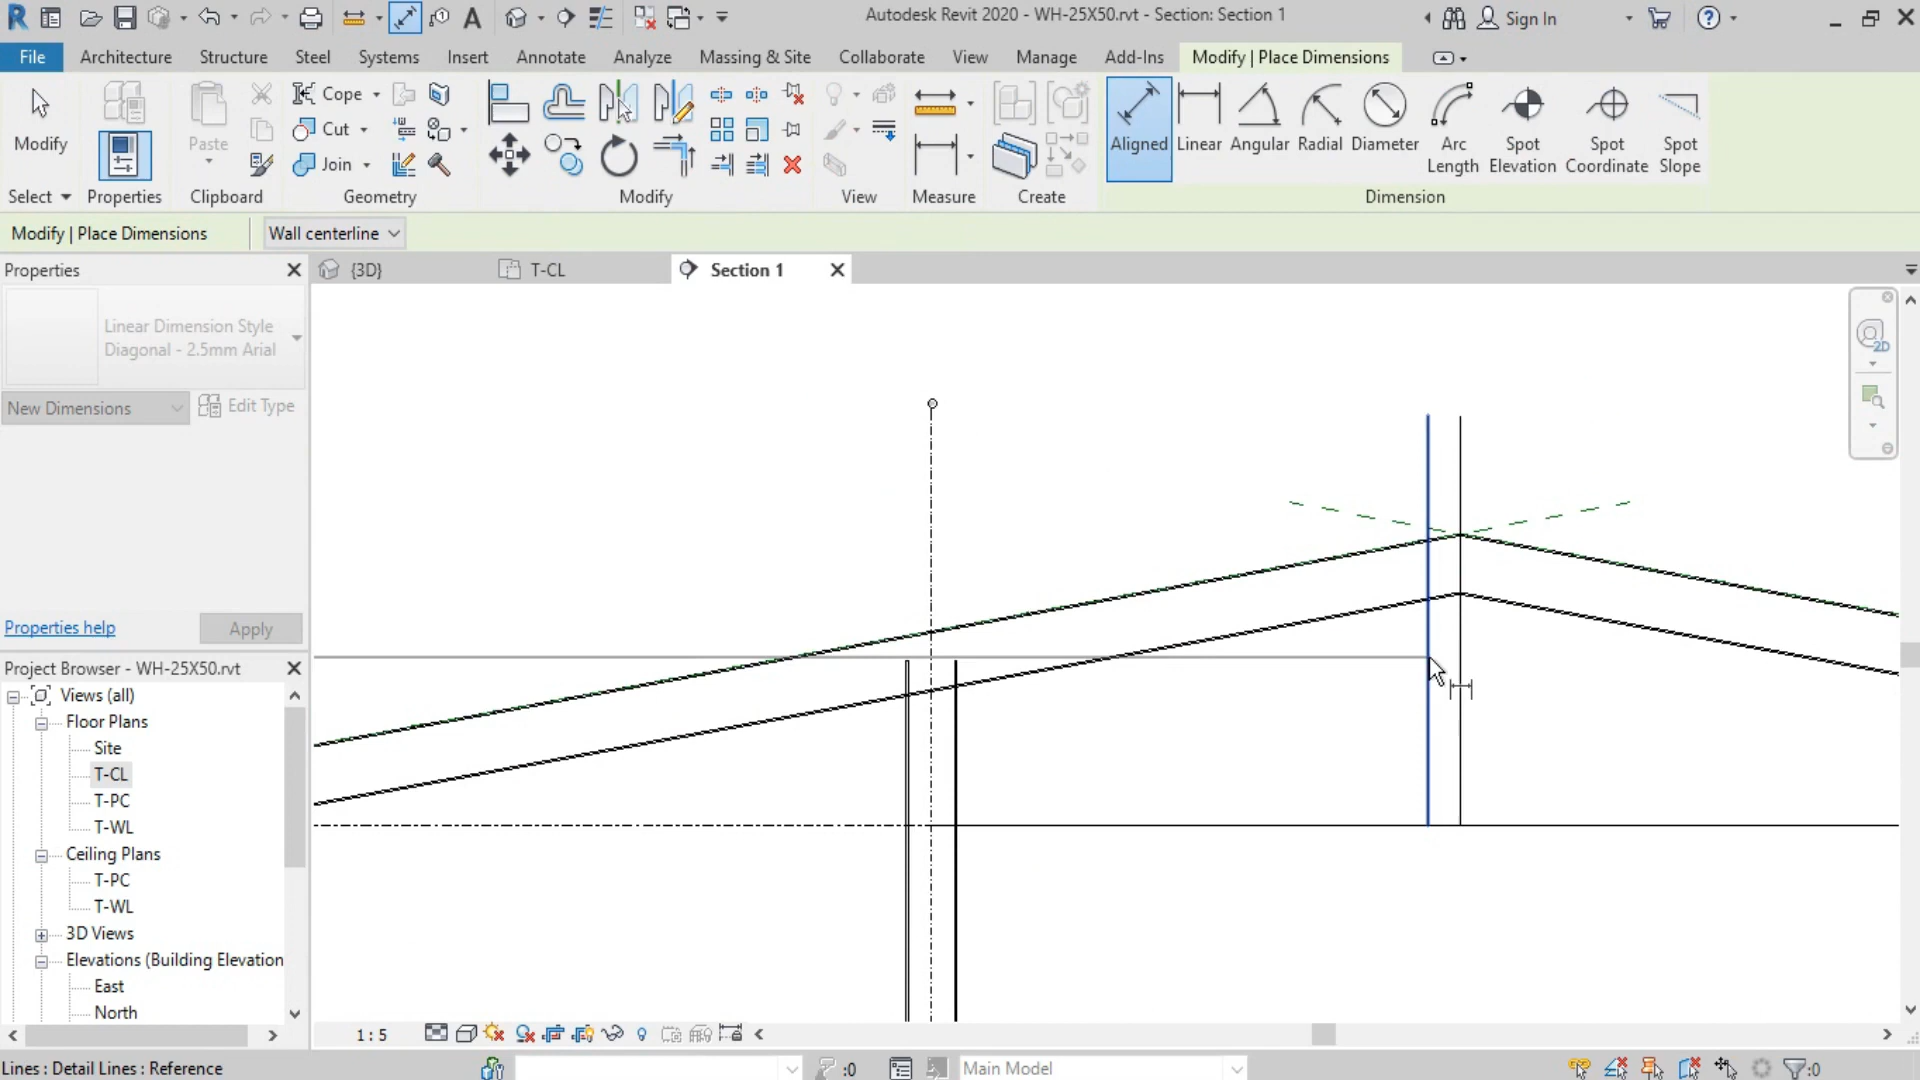 Autodesk Revit 2020 - WH-25X50.rvt - Section: Section 1
Sign In
File
Architecture
Structure
Steel
Systems
Insert
Annotate
Analyze
Massing & Site
Collaborate
View
Manage
Add-Ins
Modify | Place Dimensions
Modify
Paste
Cope
Cut
Join
Aligned
Linear
Angular
Radial
Diameter
Arc Length
Spot Elevation
Spot Coordinate
Spot Slope
Select
Properties
Clipboard
Geometry
Modify
View
Measure
Create
Dimension
Modify | Place Dimensions
Wall centerline
Properties
{3D}
T-CL
Section 1
2D
Linear Dimension Style
Diagonal - 2.5mm Arial
New Dimensions
Edit Type
Properties help
Apply
Project Browser - WH-25X50.rvt
Views (all)
Floor Plans
Site
T-CL
T-PC
T-WL
Ceiling Plans
T-PC
T-WL
3D Views
Elevations (Building Elevation
East
North
1 : 5
Lines : Detail Lines : Reference
:0
Main Model
:0